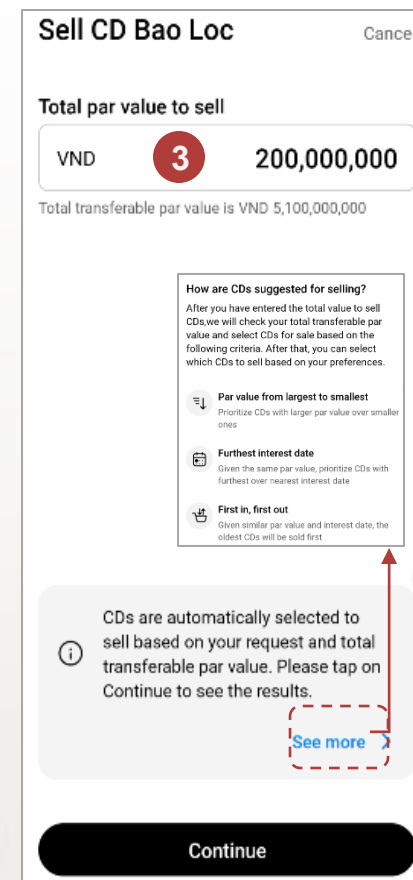 Sell CD Bao Loc
Cance
Total par value to sell
VND 3 200,000,000
Total transferable par value is VND 5,100,000,000
How are CDs suggested for selling?
After you have entered the total value to sell
CDs,we will check your total transferable par
value and select CDs for sale based on the
following criteria. After that, you can select
which CDs to sell based on your preferences.
Par value from largest to smallest
Prioritize CDs with larger par value over smaller
ones
Furthest interest date
Given the same par value, prioritize CDs with
furthest over nearest interest date
First in, first out
Given similar par value and interest date, the
oldest CDs will be sold first
CDs are automatically selected to
sell based on your request and total
transferable par value. Please tap on
Continue to see the results.
See more
Continue